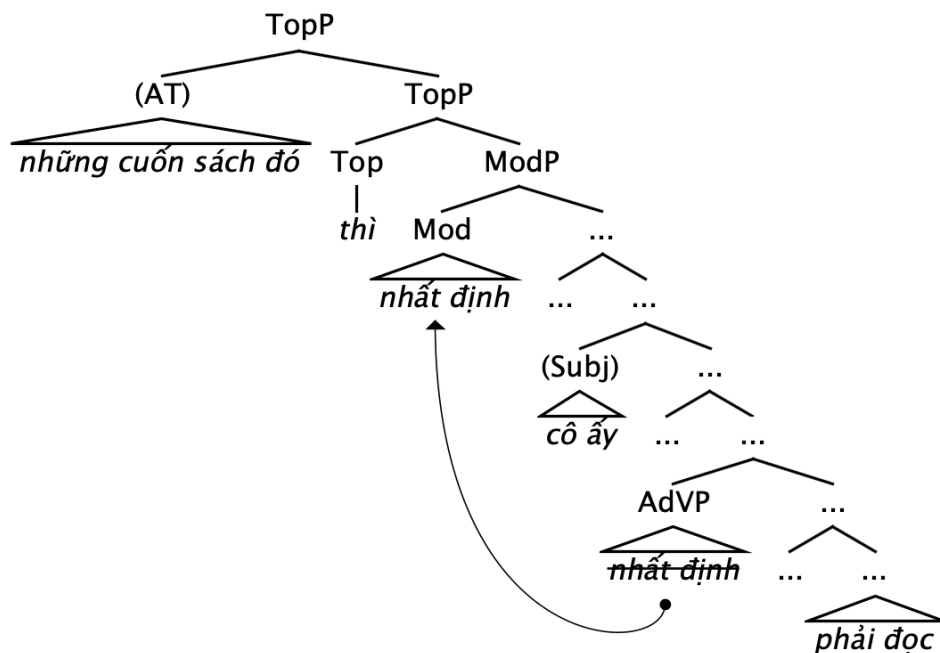 TopP
(AT) TopP
những cuốn sách đó Top ModP
thì Mod ...
nhất định ... ...
(Subj) ...
cô ấy ... ...
AdVP ...
nhất định ... ...
phải đọc